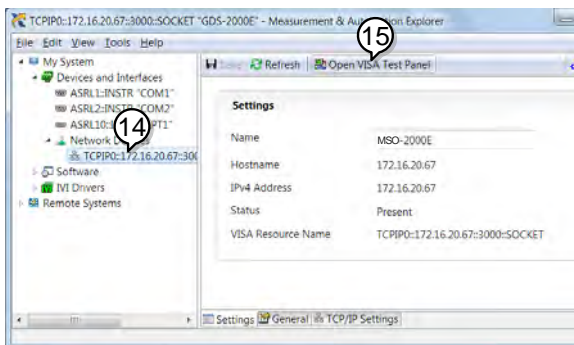 TCPIP0::172.16.20.67::3000::SOCKET "GDS-2000E" - Measurement & Automation Explorer
File Edit View Tools Help
My System
Devices and Interfaces
ASRL1::INSTR "COM1"
ASRL2::INSTR "COM2"
ASRL10::
Network
TCPIP0::172.16.20.67::300
Software
IVI Drivers
Remote Systems
14
15
Refresh Open VISA Test Panel
Settings
Name MSO-2000E
Hostname 172.16.20.67
IPv4 Address 172.16.20.67
Status Present
VISA Resource Name TCPIP0::172.16.20.67::3000::SOCKET
Settings General TCP/IP Settings